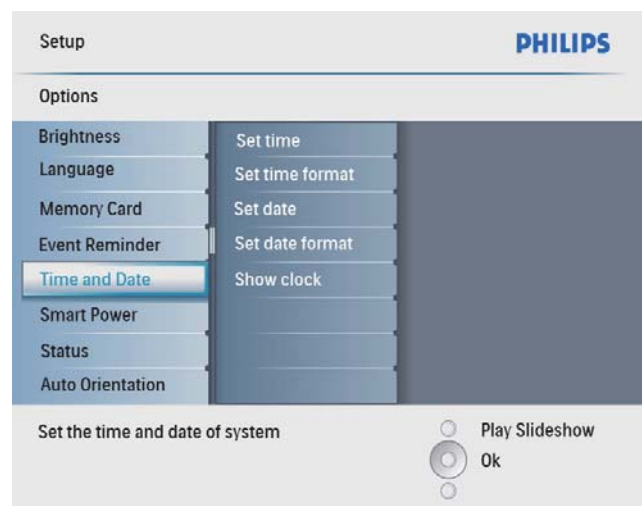 Setup
PHILIPS
Options
Brightness
Language
Memory Card
Event Reminder
Time and Date
Smart Power
Status
Auto Orientation
Set time
Set time format
Set date
Set date format
Show clock
Set the time and date of system
Play Slideshow
Ok